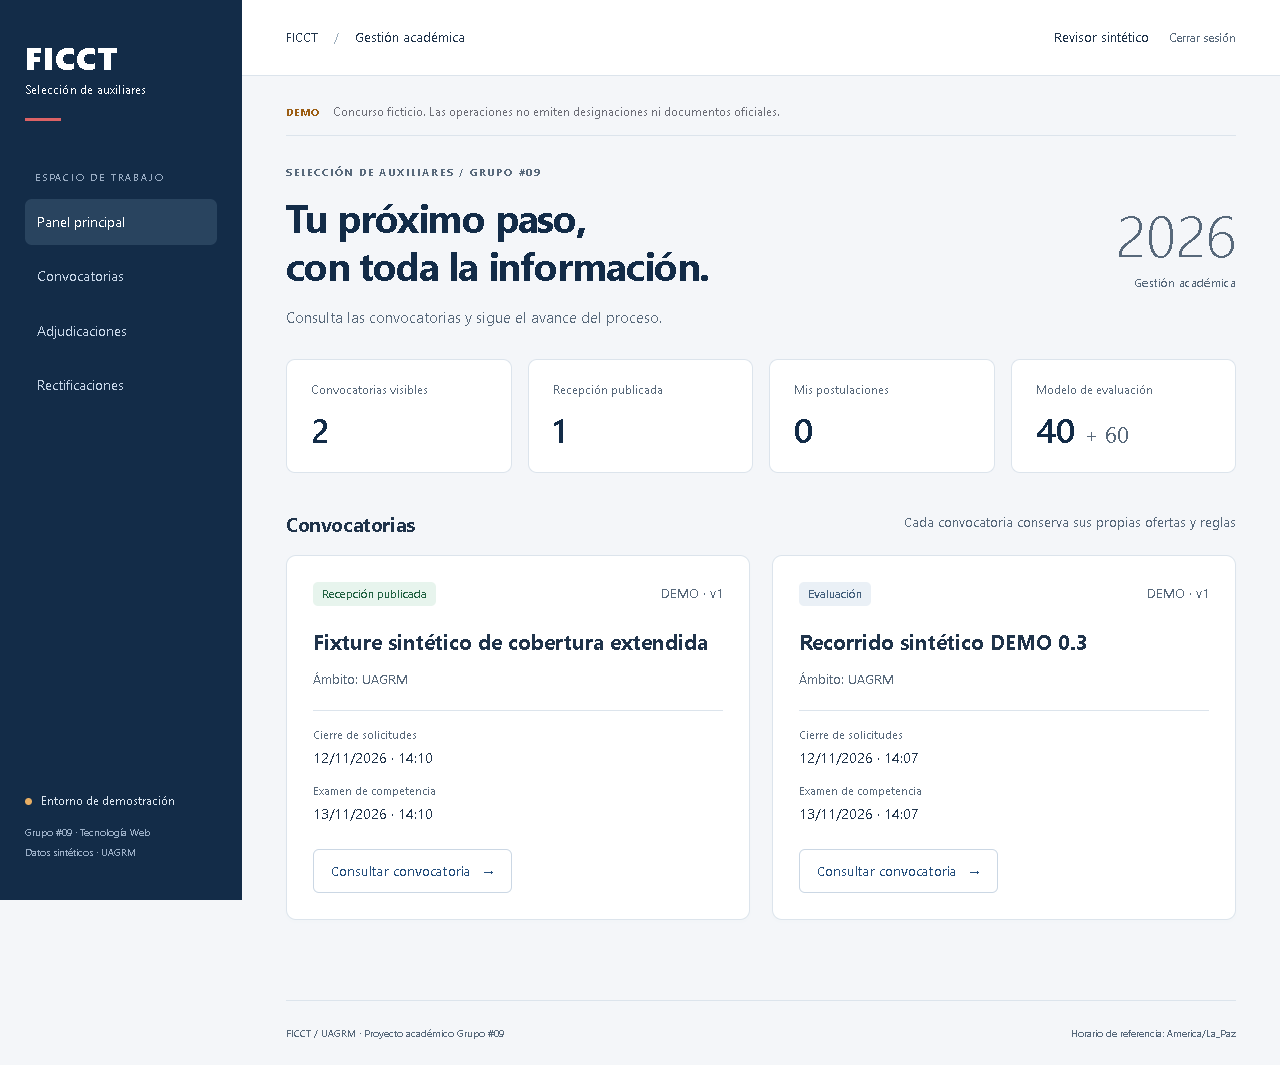 FICCT
Selección de auxiliares
ESPACIO DE TRABAJO
Panel principal
Convocatorias
Adjudicaciones
Rectificaciones
Entorno de demostración
Grupo #09 · Tecnología Web
Datos sintéticos · UAGRM
FICCT / Gestión académica
Revisor sintético Cerrar sesión
DEMO Concurso ficticio. Las operaciones no emiten designaciones ni documentos oficiales.
SELECCIÓN DE AUXILIARES / GRUPO #09
Tu próximo paso,
con toda la información.
Consulta las convocatorias y sigue el avance del proceso.
2026
Gestión académica
Convocatorias visibles
2
Recepción publicada
1
Mis postulaciones
0
Modelo de evaluación
40 + 60
Convocatorias
Cada convocatoria conserva sus propias ofertas y reglas
Recepción publicada DEMO · v1
Fixture sintético de cobertura extendida
Ámbito: UAGRM
Cierre de solicitudes
12/11/2026 · 14:10
Examen de competencia
13/11/2026 · 14:10
Consultar convocatoria →
Evaluación DEMO · v1
Recorrido sintético DEMO 0.3
Ámbito: UAGRM
Cierre de solicitudes
12/11/2026 · 14:07
Examen de competencia
13/11/2026 · 14:07
Consultar convocatoria →
FICCT / UAGRM · Proyecto académico Grupo #09
Horario de referencia: America/La_Paz